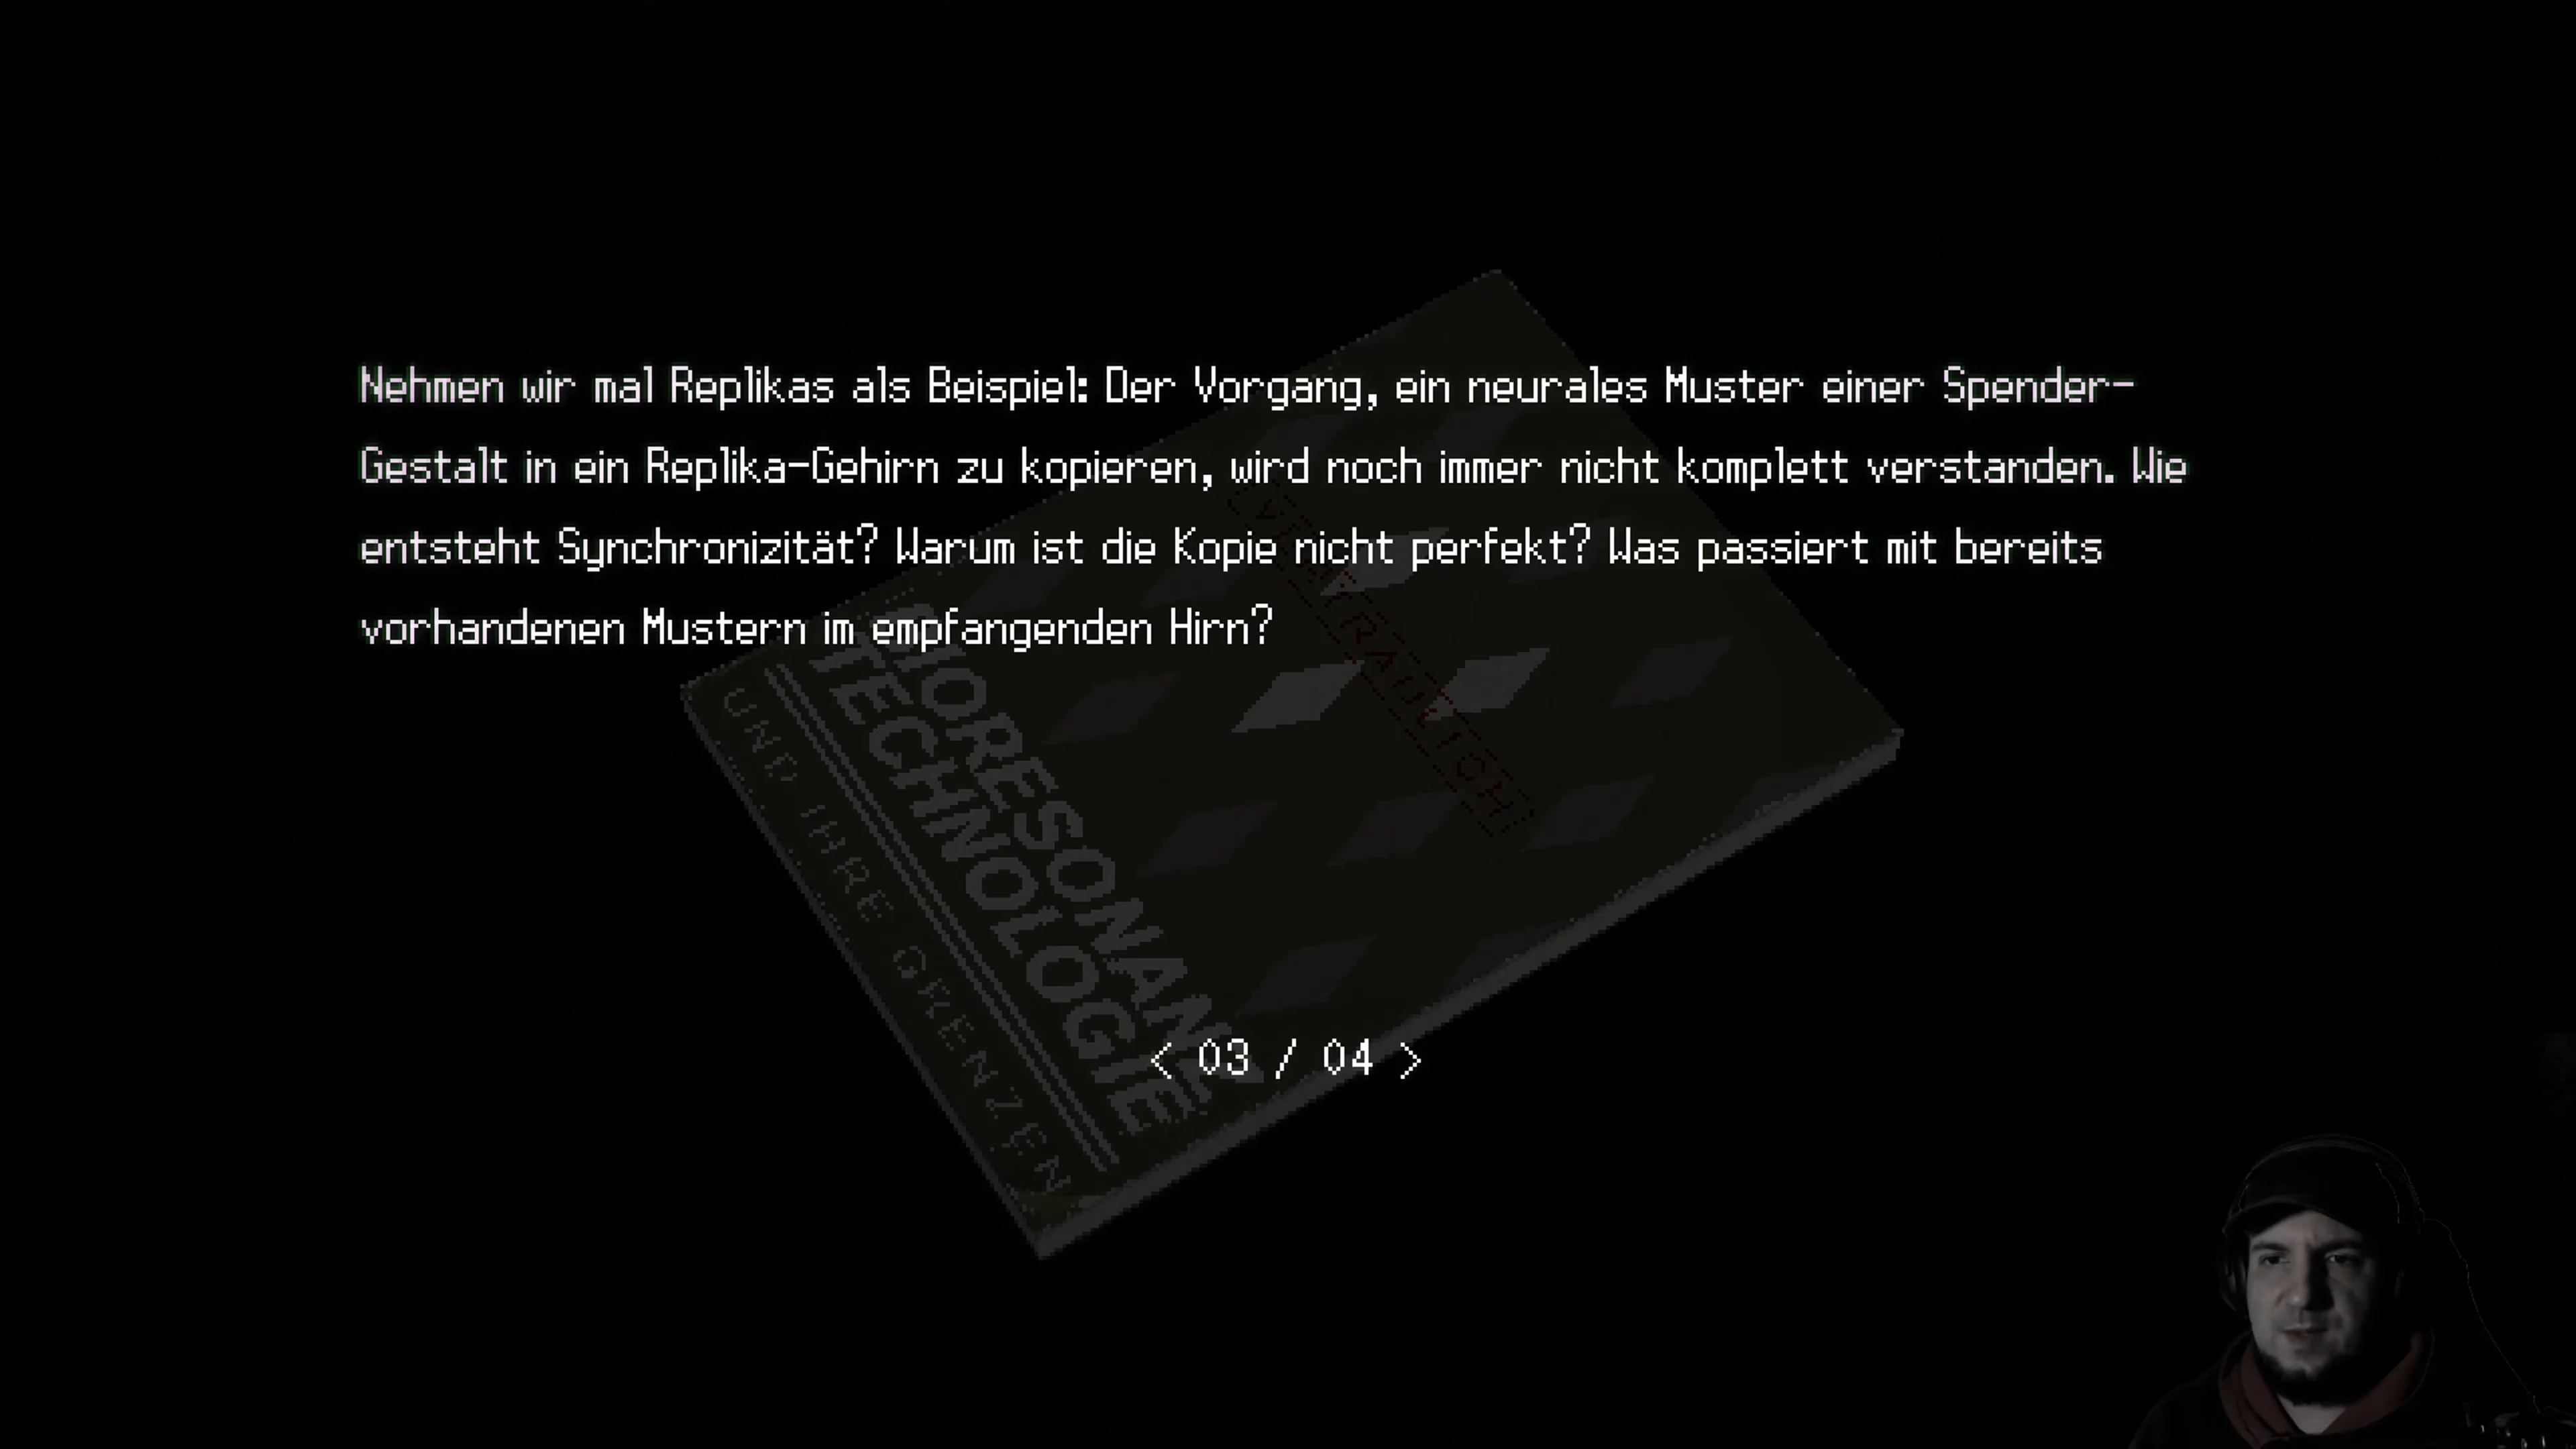 Nehmen wir mal Replikas als Beispiel: Der Vorgang, ein neurales Muster einer Spender-
Gestalt in ein Replika-Gehirn zu kopieren, wird noch immer nicht komplett verstanden. Wie
entsteht Synchronizität? Warum ist die Kopie nicht perfekt? Was passiert mit bereits
vorhandenen Mustern im empfangenden Hirn?
VERTRAULICH
BIORESONANZ
TECHNOLOGIE
UND IHRE GRENZEN
< 03 / 04 >